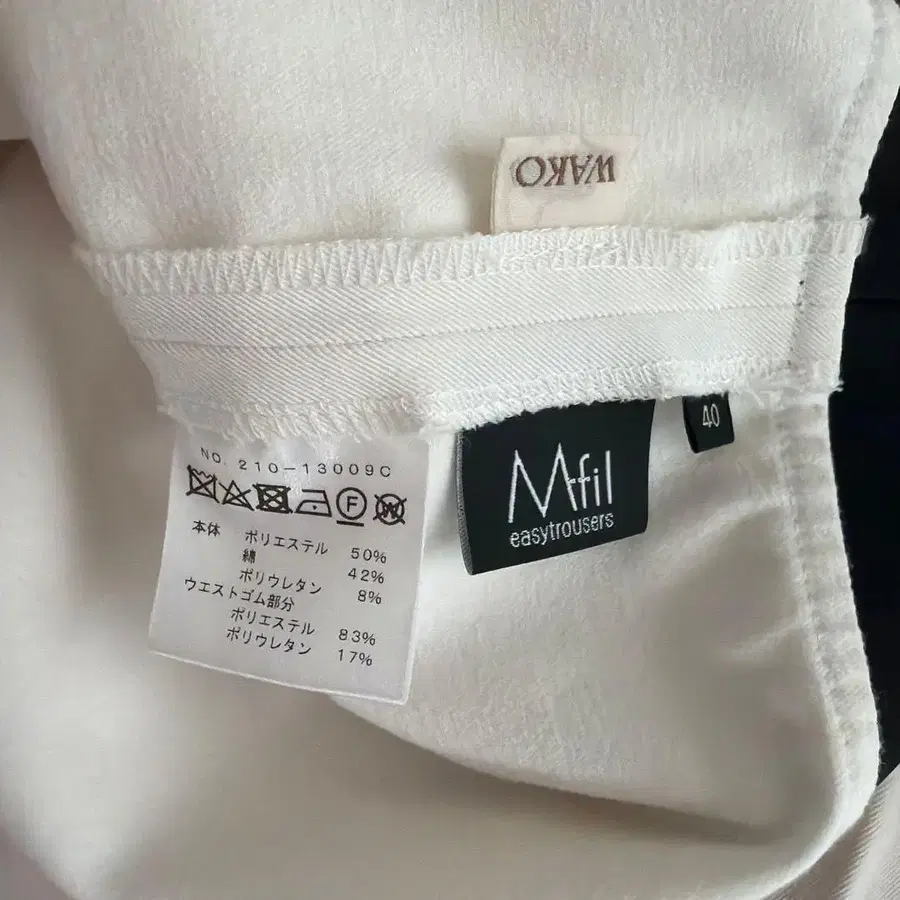 WAKO
40
Mfil
easytrousers
NO. 210-13009C
F
W
本体 ポリエステル 50%
綿 42%
ポリウレタン 8%
ウエストゴム部分
ポリエステル 83%
ポリウレタン 17%